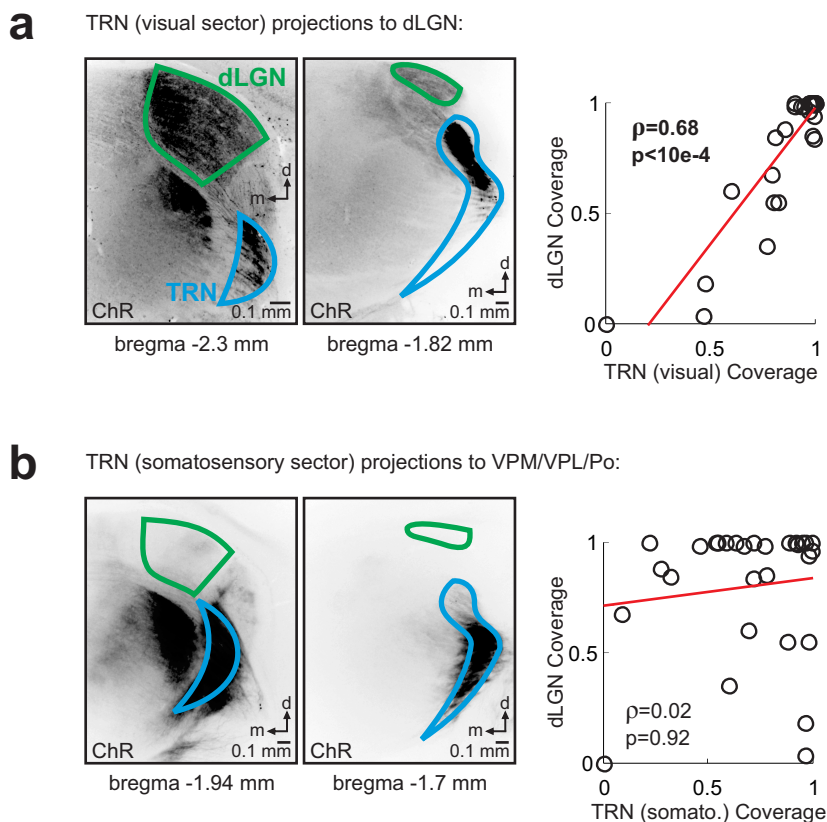 a
TRN (visual sector) projections to dLGN:
dLGN
TRN
d
m
ChR
0.1 mm
bregma -2.3 mm
d
m
ChR
0.1 mm
bregma -1.82 mm
1
0.5
0
0
0.5
1
dLGN Coverage
TRN (visual) Coverage
ρ=0.68
p<10e-4
b
TRN (somatosensory sector) projections to VPM/VPL/Po:
d
m
ChR
0.1 mm
bregma -1.94 mm
d
m
ChR
0.1 mm
bregma -1.7 mm
1
0.5
0
0
0.5
1
dLGN Coverage
TRN (somato.) Coverage
ρ=0.02
p=0.92